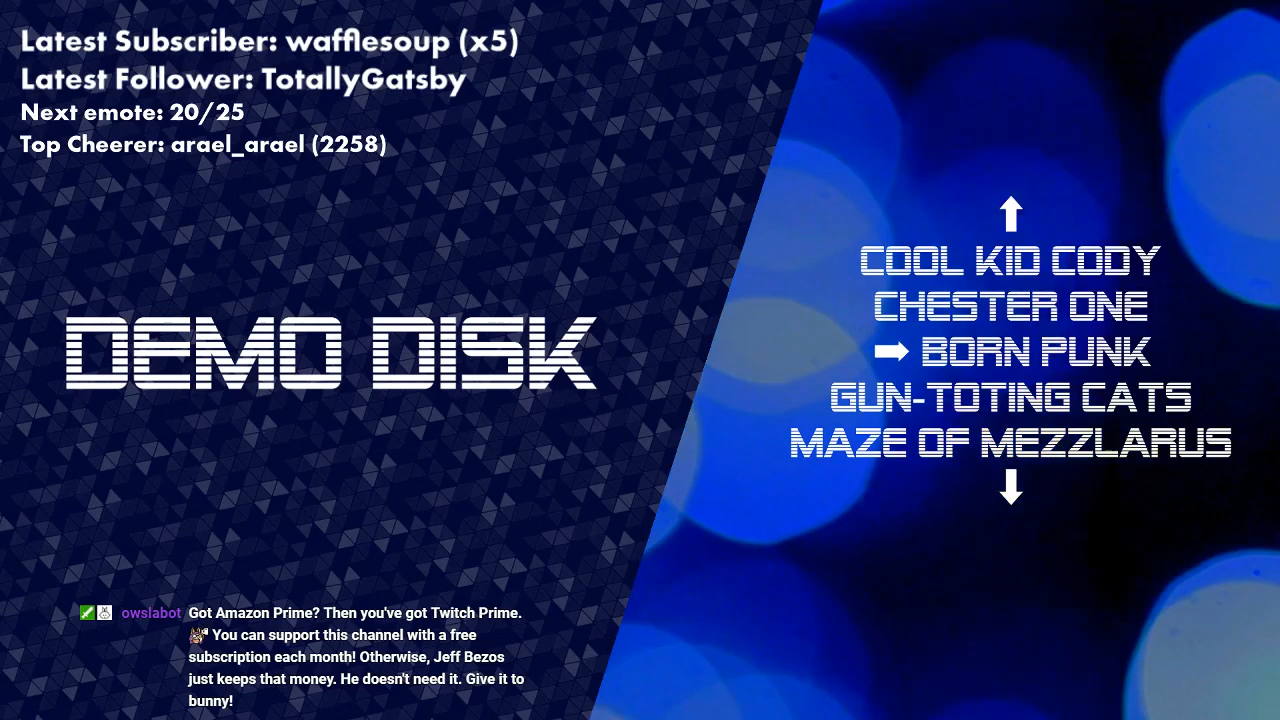 Latest Subscriber: wafflesoup (x5)
Latest Follower: TotallyGatsby
Next emote: 20/25
Top Cheerer: arael_arael (2258)
DEMO DISK
COOL KID CODY
CHESTER ONE
BORN PUNK
GUN-TOTING CATS
MAZE OF MEZZLARUS
owslabot Got Amazon Prime? Then you've got Twitch Prime.
You can support this channel with a free
subscription each month! Otherwise, Jeff Bezos
just keeps that money. He doesn't need it. Give it to
bunny!